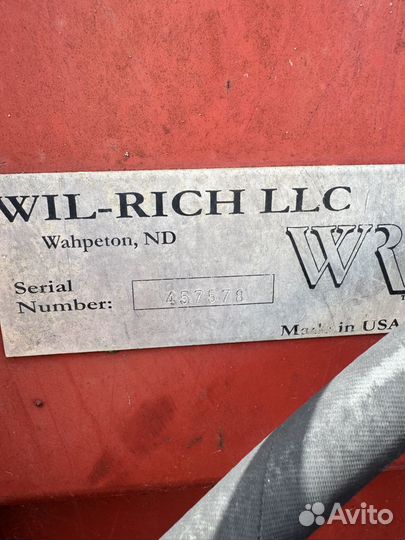 WIL-RICH LLC
Wahpeton, ND
WR
Serial
Number: 457578
Made in USA
Avito